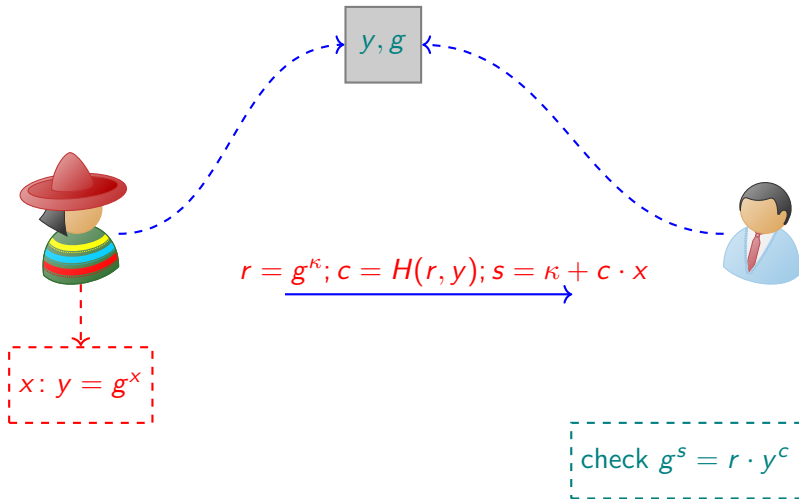 y, g
r = g^κ; c = H(r, y); s = κ + c · x
x: y = g^x
check g^s = r · y^c